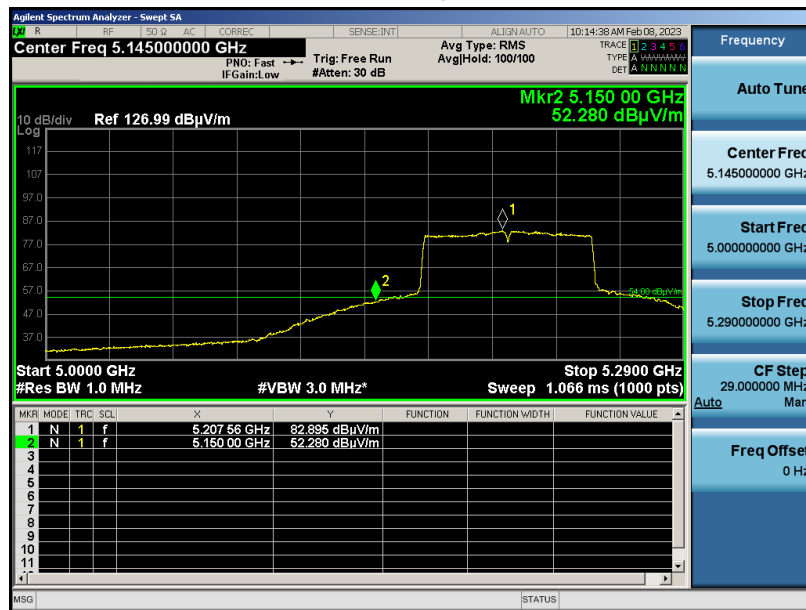 Agilent Spectrum Analyzer - Swept SA
LXI R RF 50 Ω AC CORREC SENSE:INT ALIGN AUTO 10:14:38 AM Feb 08, 2023
Center Freq 5.145000000 GHz
PNO: Fast
IFGain:Low
Trig: Free Run
#Atten: 30 dB
Avg Type: RMS
Avg|Hold: 100/100
TRACE 1 2 3 4 5 6
TYPE A WWWWW
DET A N N N N N
Mkr2 5.150 00 GHz
52.280 dBµV/m
10 dB/div Ref 126.99 dBµV/m
Log
117
107
97.0
87.0
77.0
67.0
57.0
47.0
37.0
1
2
54.00 dBµV/m
Start 5.0000 GHz Stop 5.2900 GHz
#Res BW 1.0 MHz #VBW 3.0 MHz* Sweep 1.066 ms (1000 pts)
MKR MODE TRC SCL X Y FUNCTION FUNCTION WIDTH FUNCTION VALUE
1 N 1 f 5.207 56 GHz 82.895 dBµV/m
2 N 1 f 5.150 00 GHz 52.280 dBµV/m
3
4
5
6
7
8
9
10
11
MSG STATUS
Frequency
Auto Tune
Center Freq
5.145000000 GHz
Start Freq
5.000000000 GHz
Stop Freq
5.290000000 GHz
CF Step
29.000000 MHz
Auto Man
Freq Offset
0 Hz